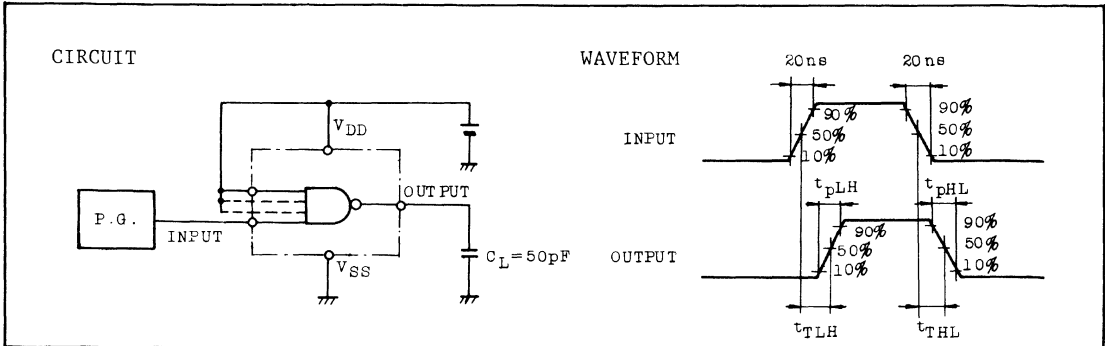 CIRCUIT
V_DD
P.G.
INPUT
OUTPUT
V_SS
C_L=50pF
WAVEFORM
20ns 20ns
INPUT
90%
50%
10%
90%
50%
10%
t_pLH t_pHL
OUTPUT
90%
50%
10%
90%
50%
10%
t_TLH t_THL